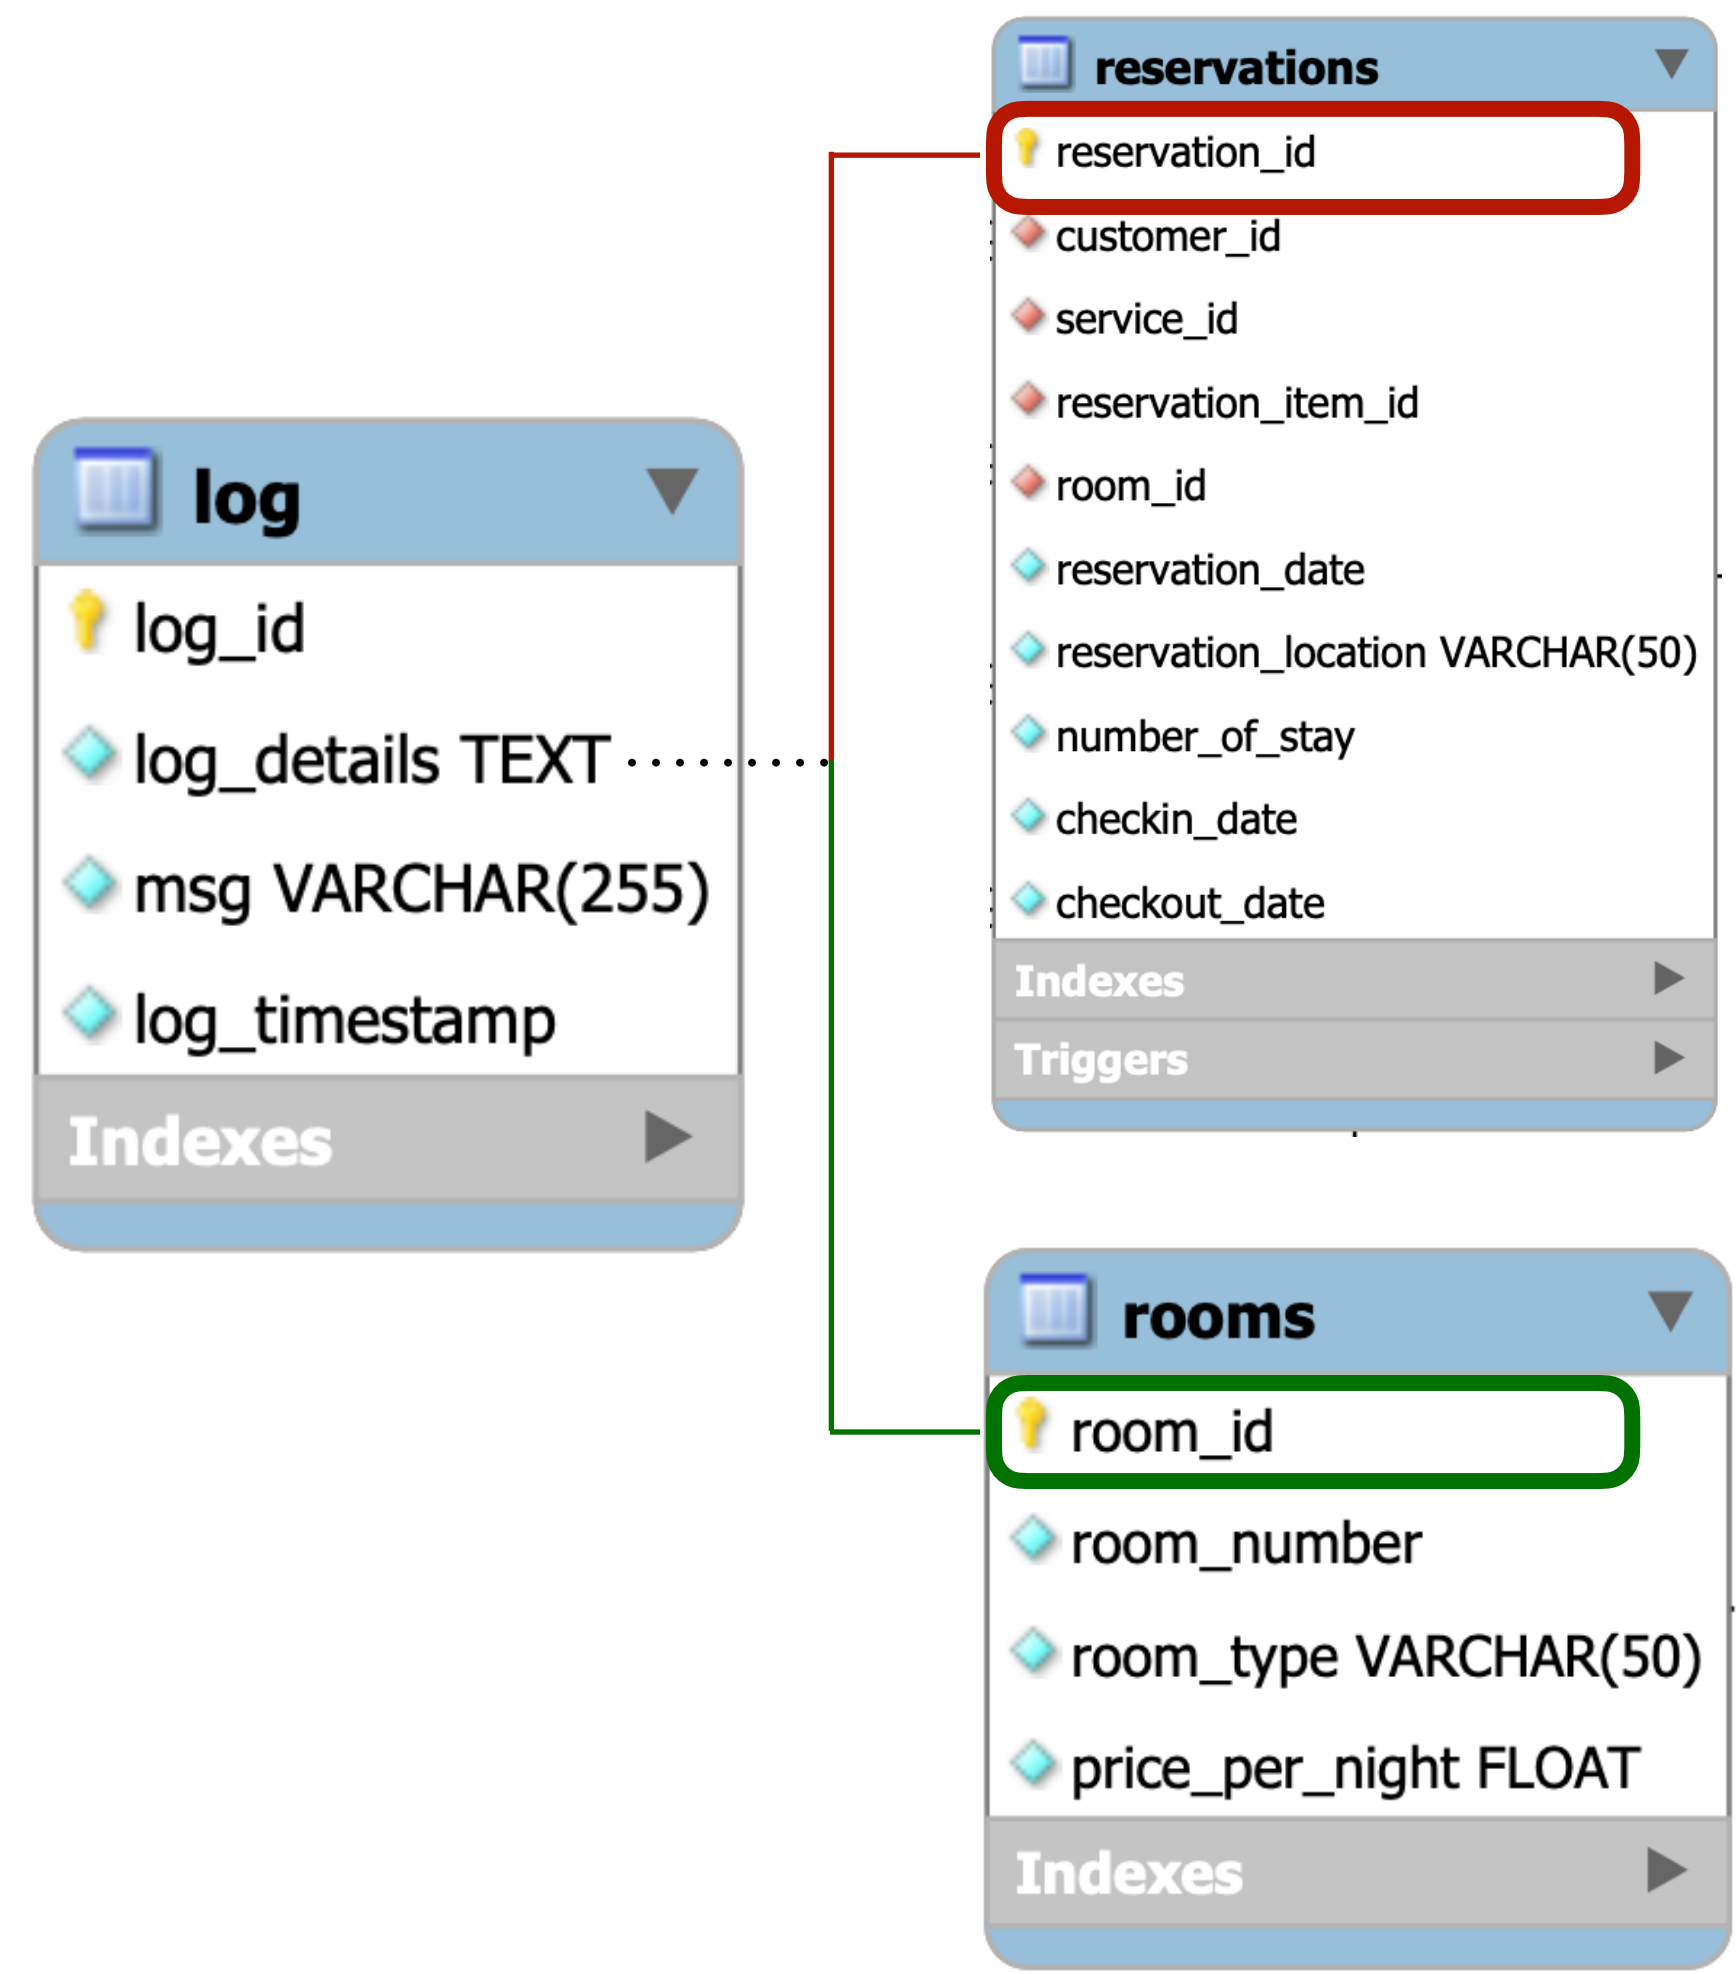 log
log_id
log_details TEXT
msg VARCHAR(255)
log_timestamp
Indexes
reservations
reservation_id
customer_id
service_id
reservation_item_id
room_id
reservation_date
reservation_location VARCHAR(50)
number_of_stay
checkin_date
checkout_date
Indexes
Triggers
rooms
room_id
room_number
room_type VARCHAR(50)
price_per_night FLOAT
Indexes